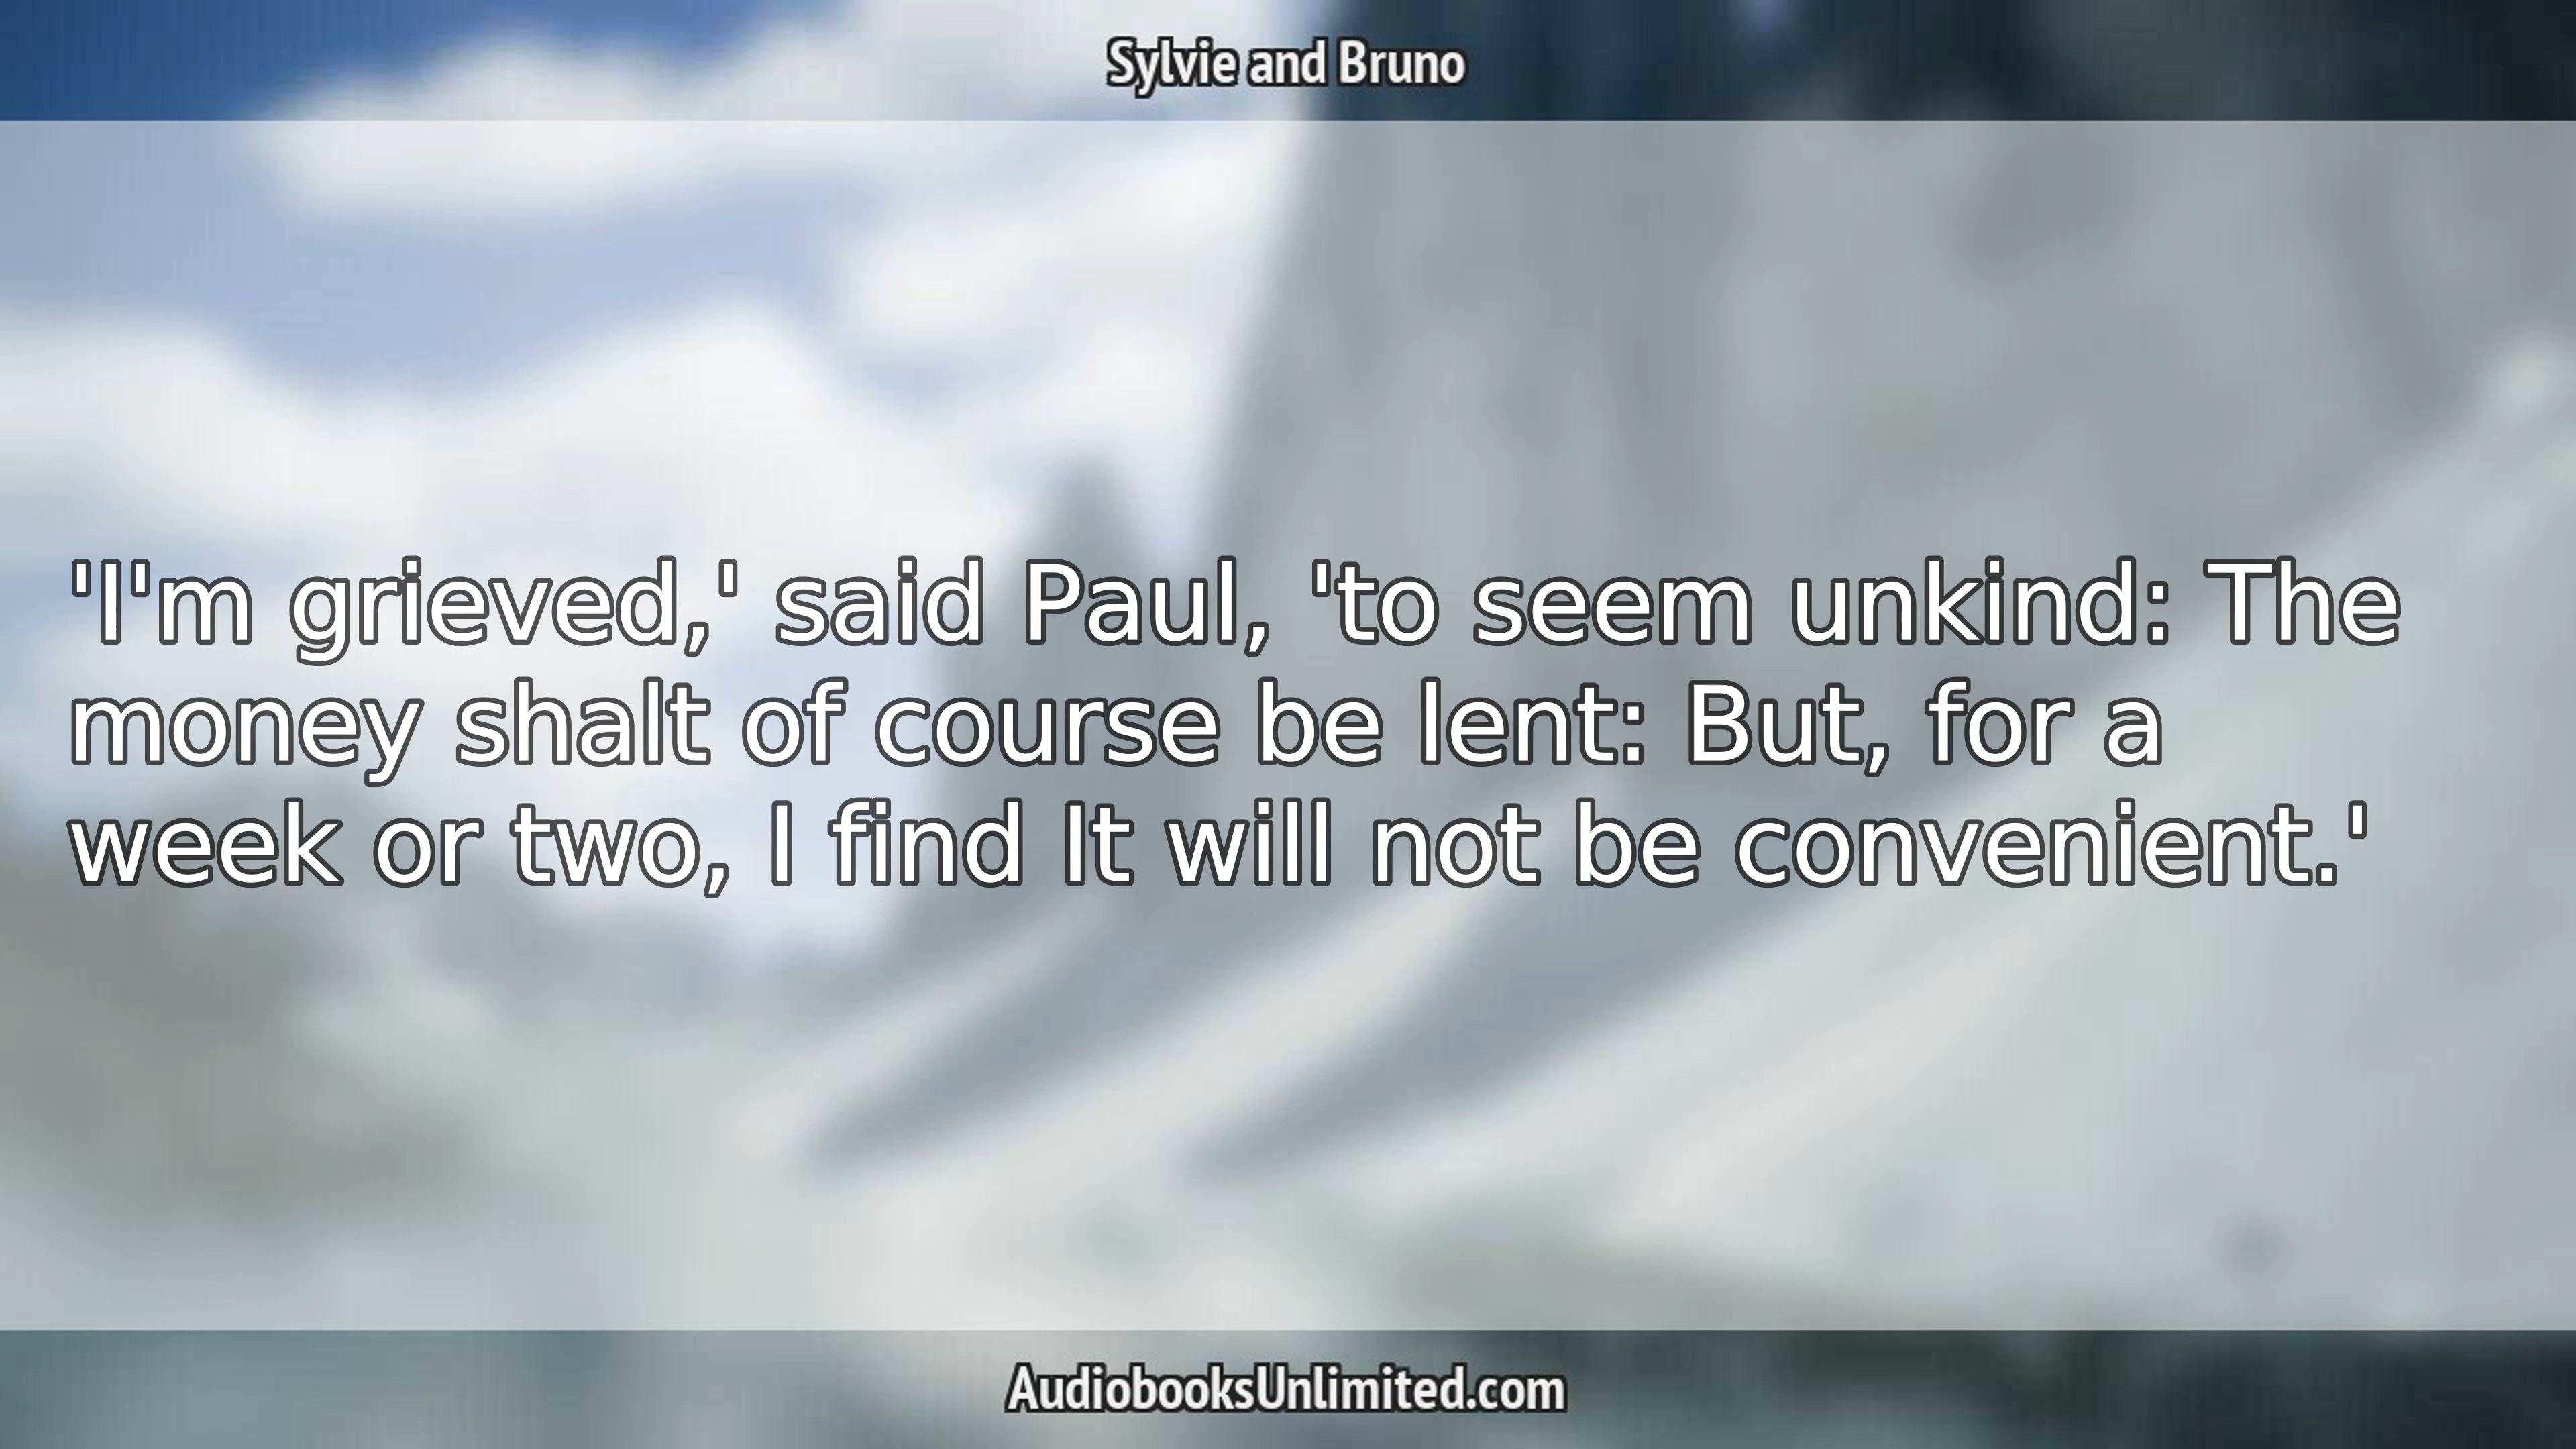 Sylvie and Bruno
'I'm grieved,' said Paul, 'to seem unkind: The
money shalt of course be lent: But, for a
week or two, I find It will not be convenient.'
AudiobooksUnlimited.com